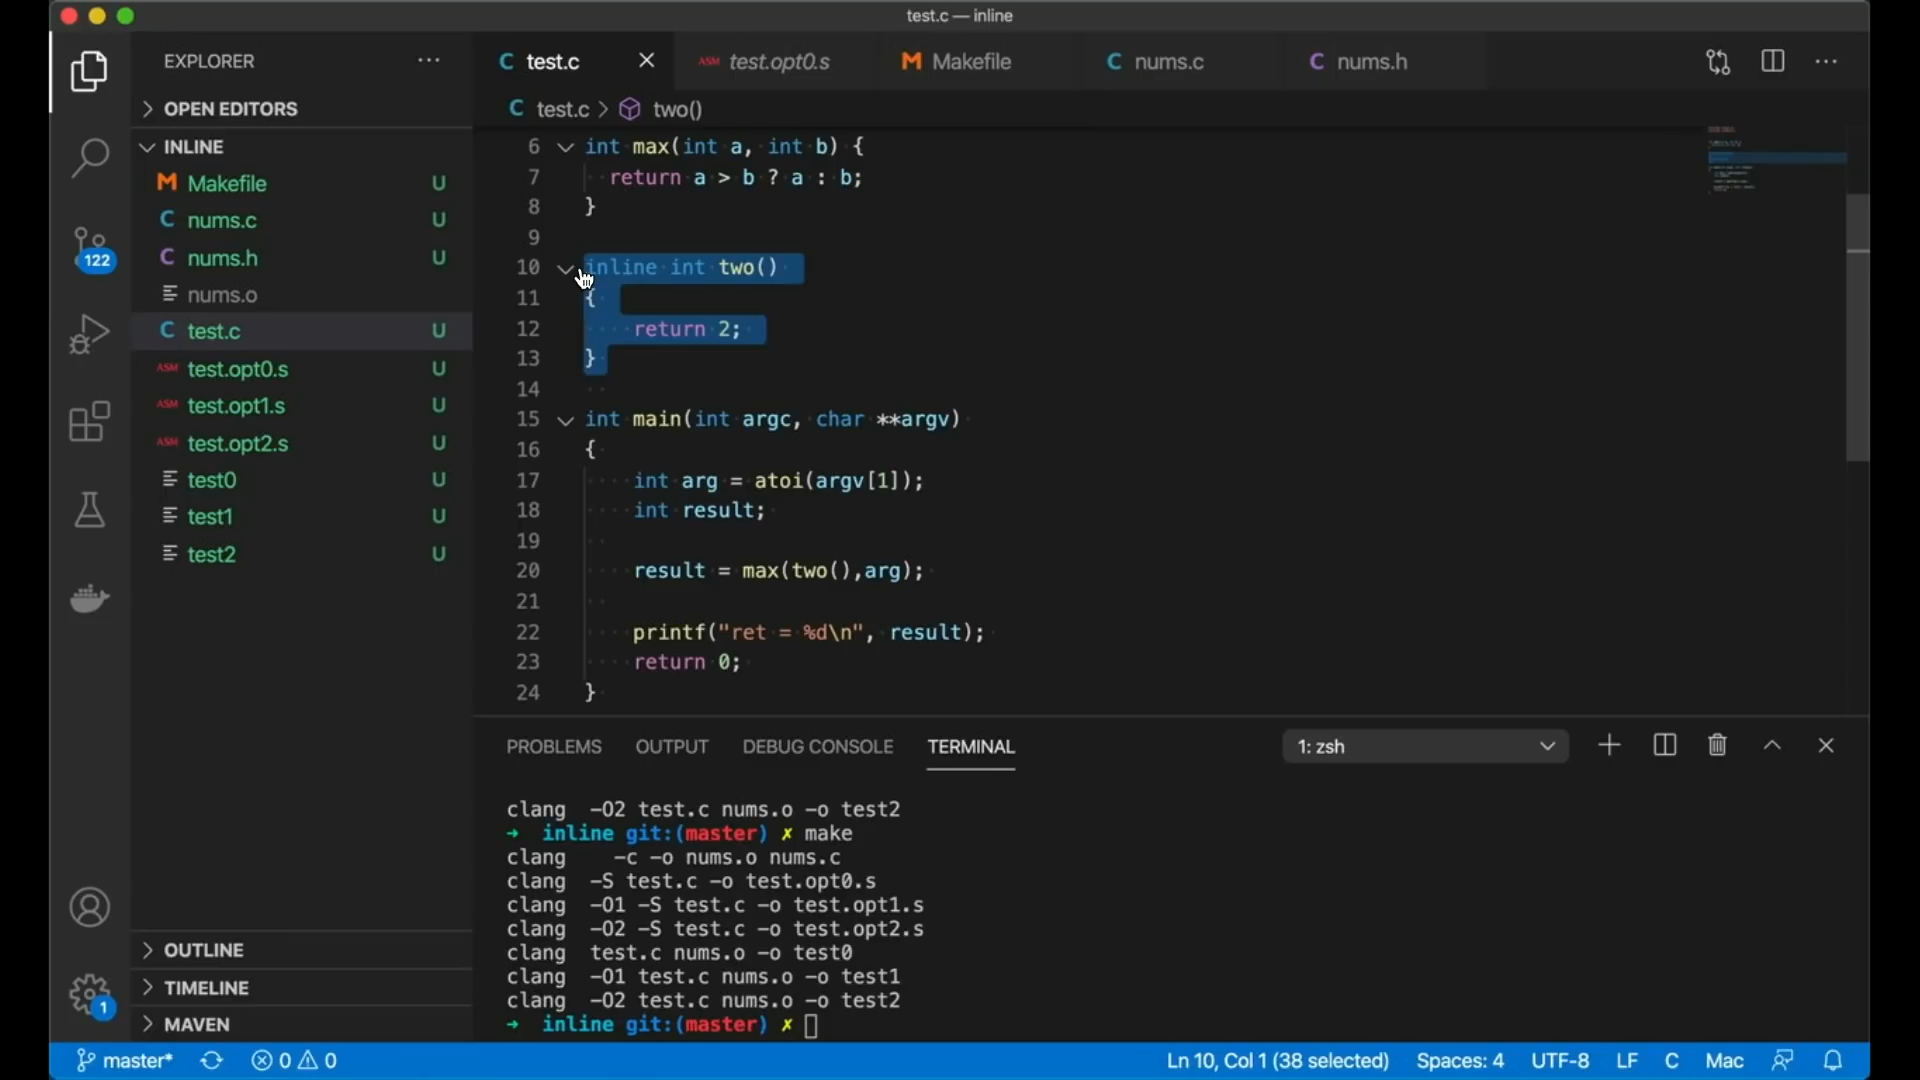 test.c — inline
EXPLORER
test.c
ASM test.opt0.s
M Makefile
C nums.c
C nums.h
OPEN EDITORS
C test.c > two()
INLINE
M Makefile U
C nums.c U
C nums.h U
nums.o
C test.c U
ASM test.opt0.s U
ASM test.opt1.s U
ASM test.opt2.s U
test0 U
test1 U
test2 U
122
OUTLINE
TIMELINE
MAVEN
1
6 int max(int a, int b) {
7 return a > b ? a : b;
8 }
9
10 inline int two()
11 {
12 return 2;
13 }
14
15 int main(int argc, char **argv)
16 {
17 int arg = atoi(argv[1]);
18 int result;
19
20 result = max(two(),arg);
21
22 printf("ret = %d\n", result);
23 return 0;
24 }
PROBLEMS OUTPUT DEBUG CONSOLE TERMINAL 1: zsh
clang -O2 test.c nums.o -o test2
→ inline git:(master) ✗ make
clang -c -o nums.o nums.c
clang -S test.c -o test.opt0.s
clang -O1 -S test.c -o test.opt1.s
clang -O2 -S test.c -o test.opt2.s
clang test.c nums.o -o test0
clang -O1 test.c nums.o -o test1
clang -O2 test.c nums.o -o test2
→ inline git:(master) ✗
master* 0 0 Ln 10, Col 1 (38 selected) Spaces: 4 UTF-8 LF C Mac